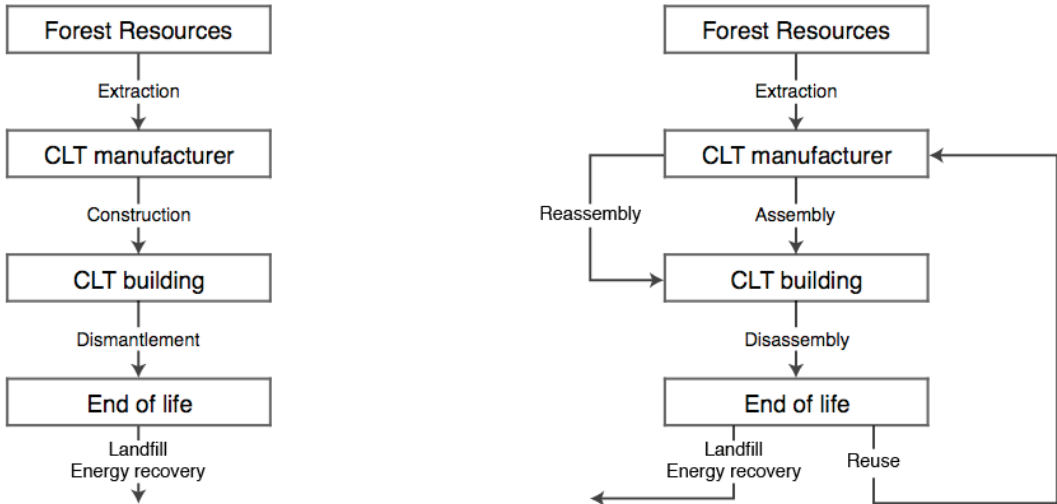 Forest Resources
Extraction
CLT manufacturer
Construction
CLT building
Dismantlement
End of life
Landfill
Energy recovery
Forest Resources
Extraction
CLT manufacturer
Reassembly
Assembly
CLT building
Disassembly
End of life
Landfill
Energy recovery
Reuse